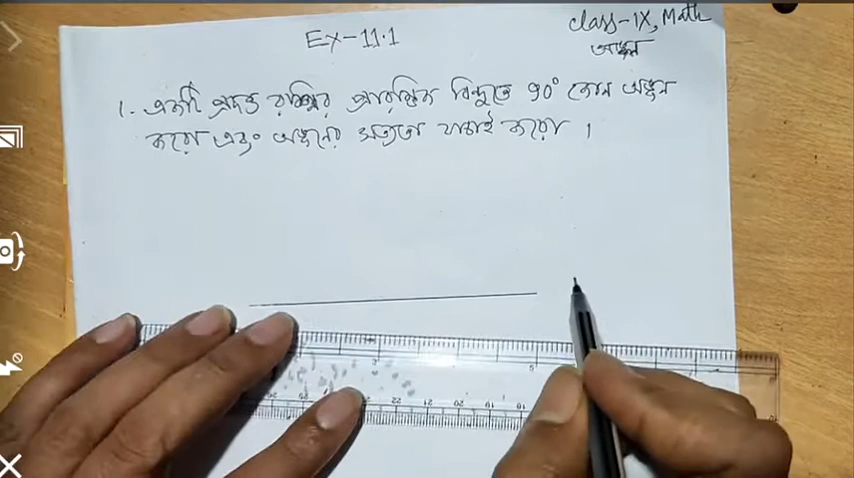 Ex-11.1
Class-IX, Math
অঙ্কন
1. একটি প্রদত্ত রশ্মির প্রারম্ভিক বিন্দুতে 90° কোন অঙ্কন
করো এবং অঙ্কনের সত্যতা যাচাই করো ।